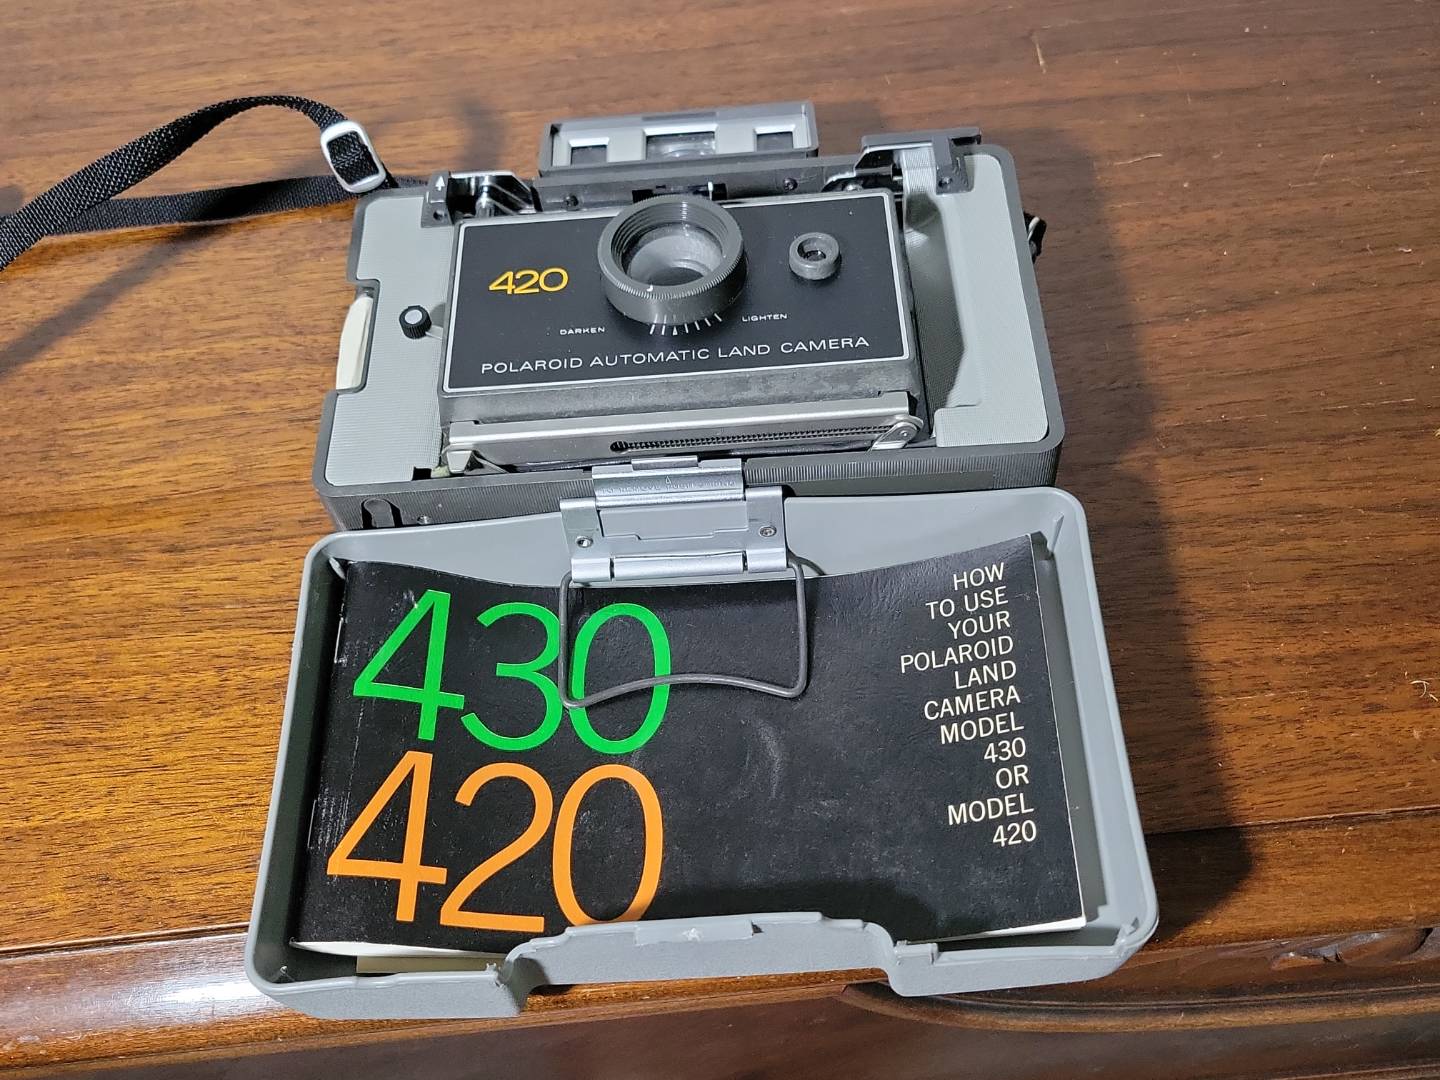 420
DARKEN
LIGHTEN
POLAROID AUTOMATIC LAND CAMERA
430
420
HOW
TO USE
YOUR
POLAROID
LAND
CAMERA
MODEL
430
OR
MODEL
420